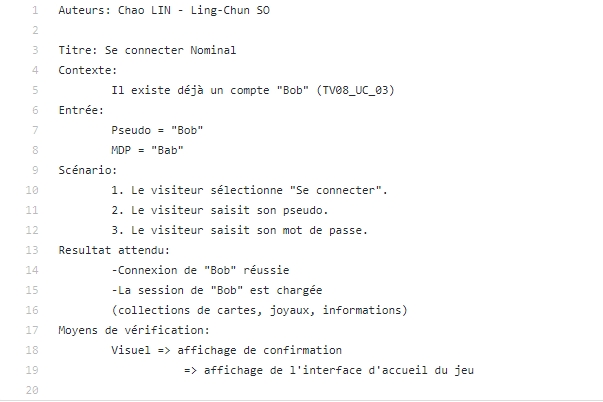 1 Auteurs: Chao LIN - Ling-Chun SO
2
3 Titre: Se connecter Nominal
4 Contexte:
5 Il existe déjà un compte "Bob" (TV08_UC_03)
6 Entrée:
7 Pseudo = "Bob"
8 MDP = "Bab"
9 Scénario:
10 1. Le visiteur sélectionne "Se connecter".
11 2. Le visiteur saisit son pseudo.
12 3. Le visiteur saisit son mot de passe.
13 Resultat attendu:
14 -Connexion de "Bob" réussie
15 -La session de "Bob" est chargée
16 (collections de cartes, joyaux, informations)
17 Moyens de vérification:
18 Visuel => affichage de confirmation
19 => affichage de l'interface d'accueil du jeu
20